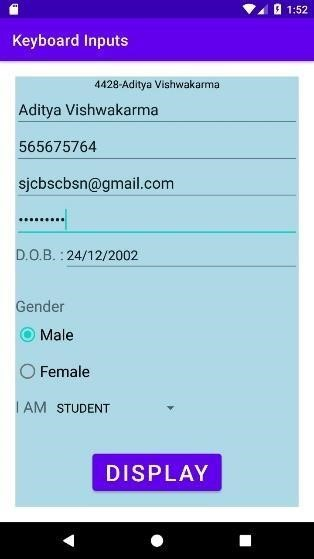 1:52
Keyboard Inputs
4428-Aditya Vishwakarma
Aditya Vishwakarma
565675764
sjcbscbsn@gmail.com
•••••••••
D.O.B. : 24/12/2002
Gender
Male
Female
I AM STUDENT
DISPLAY